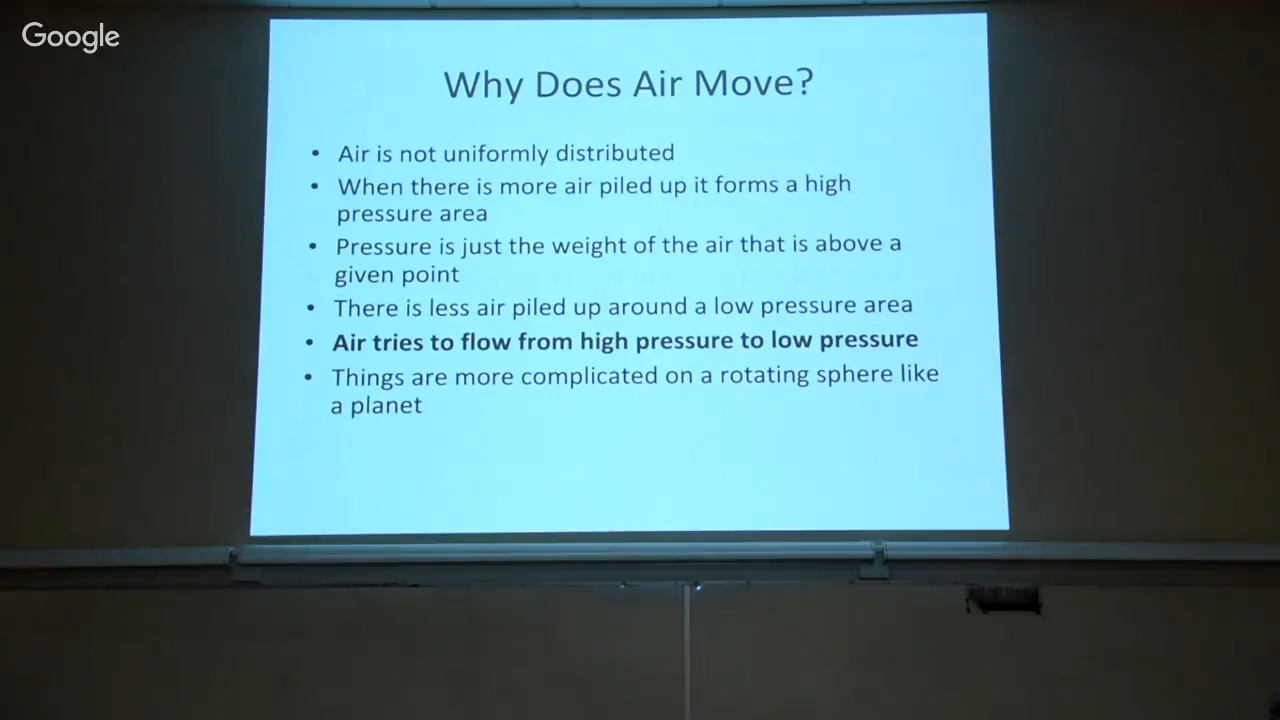 Google
Why Does Air Move?
• Air is not uniformly distributed
• When there is more air piled up it forms a high
pressure area
• Pressure is just the weight of the air that is above a
given point
• There is less air piled up around a low pressure area
• Air tries to flow from high pressure to low pressure
• Things are more complicated on a rotating sphere like
a planet